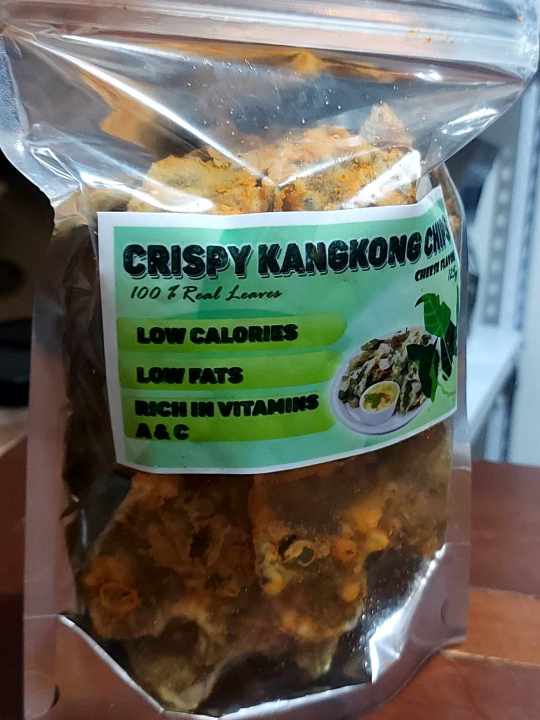 CRISPY KANGKONG CHIPS
CHEESE FLAVOR
100 % Real Leaves
LOW CALORIES
LOW FATS
RICH IN VITAMINS
A & C